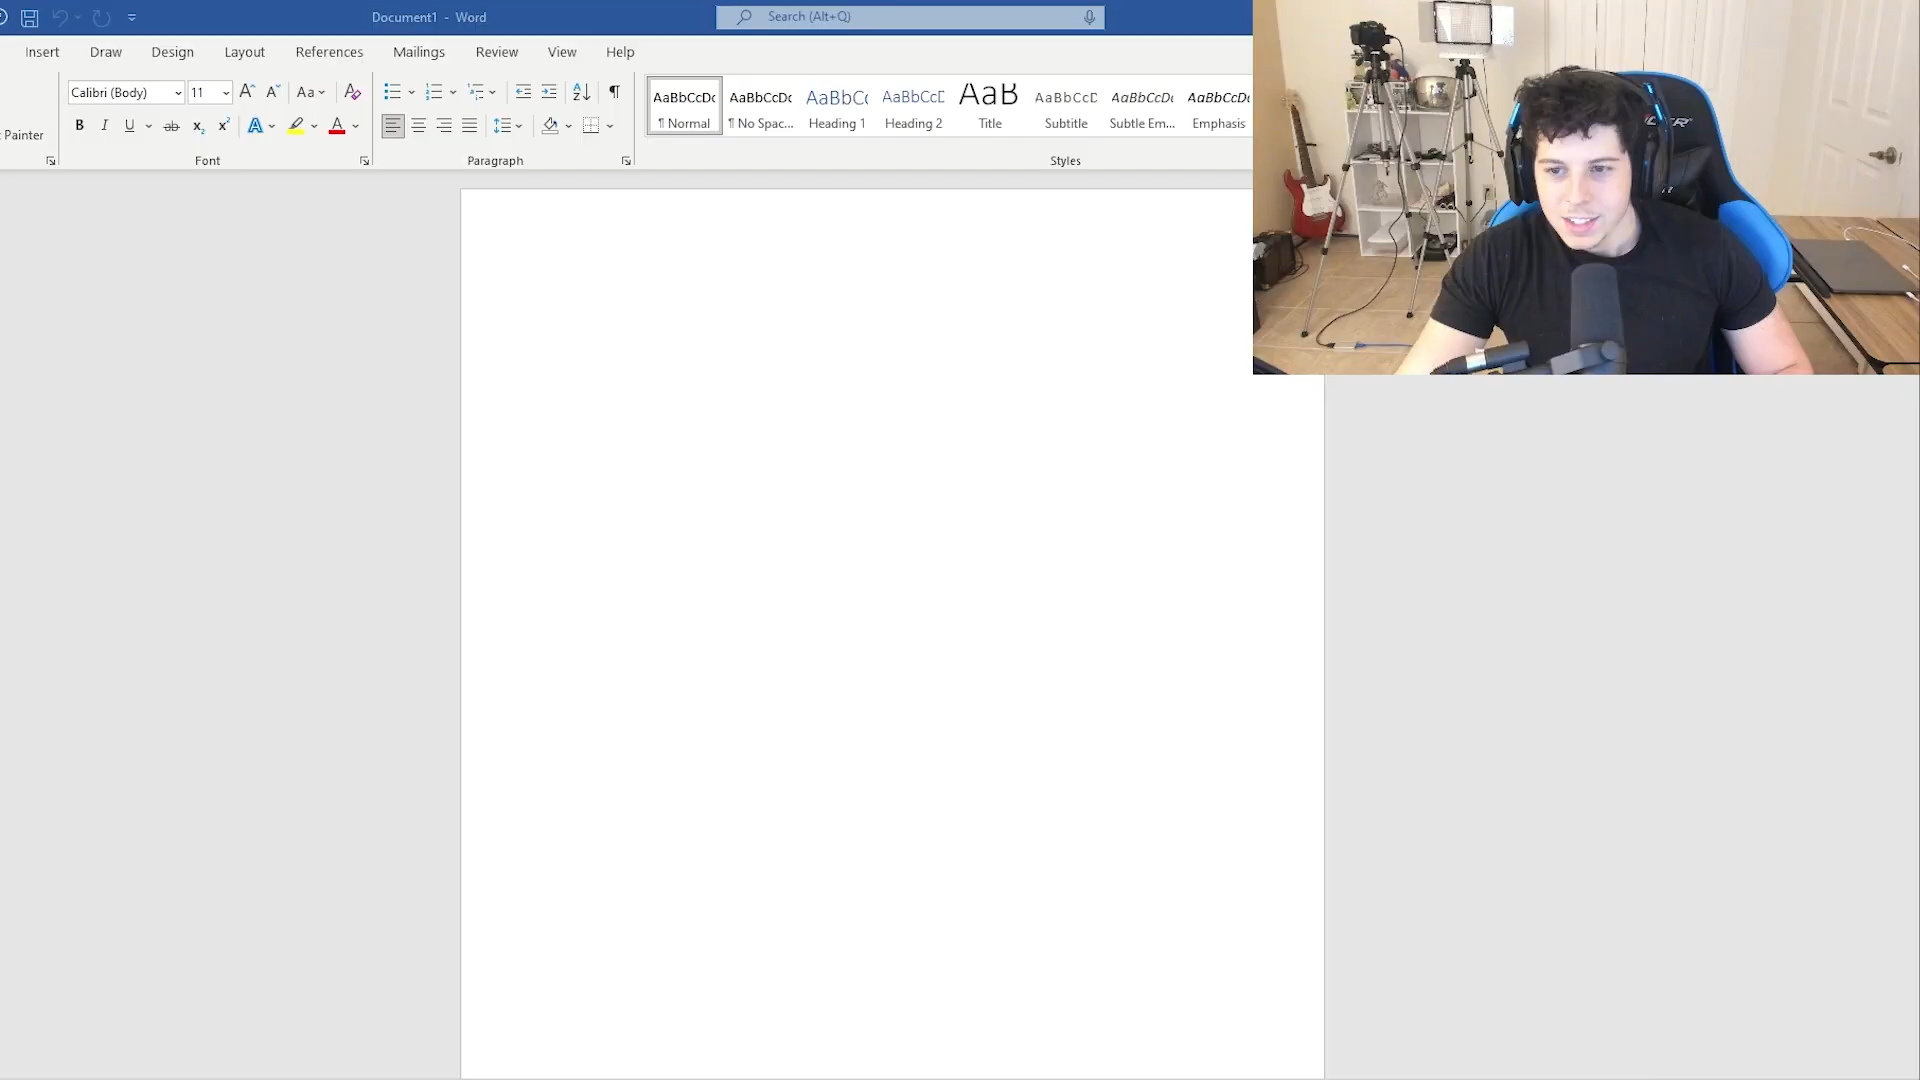 Document1 - Word
Search (Alt+Q)
Insert Draw Design Layout References Mailings Review View Help
Calibri (Body) 11 Aa
Painter
B I U ab x₂ x² A A
AaBbCcDc AaBbCcDc AaBbCc AaBbCcD AaB AaBbCcD AaBbCcDc AaBbCcDc
¶ Normal ¶ No Spac... Heading 1 Heading 2 Title Subtitle Subtle Em... Emphasis
Font Paragraph Styles